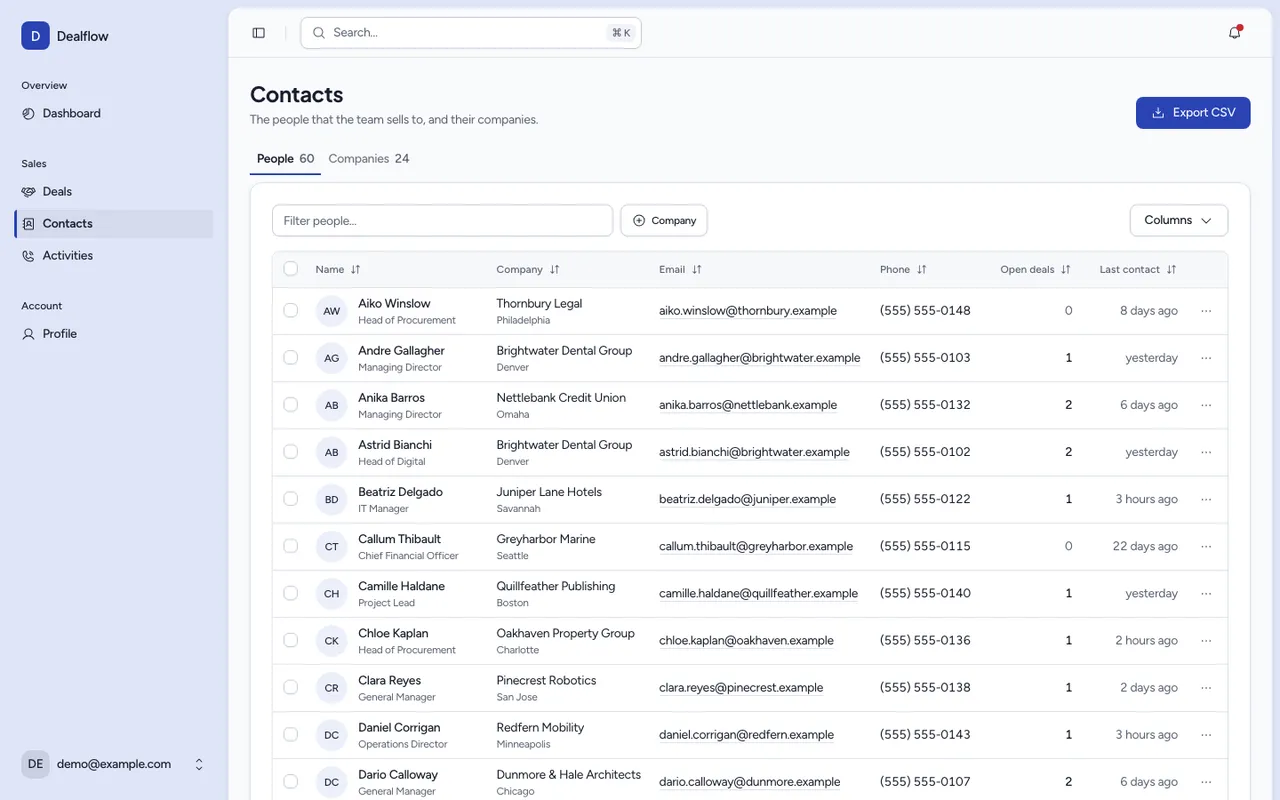 D Dealflow
Overview
Dashboard
Sales
Deals
Contacts
Activities
Account
Profile
DE demo@example.com
Search... ⌘ K
Contacts
The people that the team sells to, and their companies.
Export CSV
People 60 Companies 24
Filter people...
Company
Columns
Name Company Email Phone Open deals Last contact
AW Aiko Winslow Thornbury Legal aiko.winslow@thornbury.example (555) 555-0148 0 8 days ago
Head of Procurement Philadelphia
AG Andre Gallagher Brightwater Dental Group andre.gallagher@brightwater.example (555) 555-0103 1 yesterday
Managing Director Denver
AB Anika Barros Nettlebank Credit Union anika.barros@nettlebank.example (555) 555-0132 2 6 days ago
Managing Director Omaha
AB Astrid Bianchi Brightwater Dental Group astrid.bianchi@brightwater.example (555) 555-0102 2 yesterday
Head of Digital Denver
BD Beatriz Delgado Juniper Lane Hotels beatriz.delgado@juniper.example (555) 555-0122 1 3 hours ago
IT Manager Savannah
CT Callum Thibault Greyharbor Marine callum.thibault@greyharbor.example (555) 555-0115 0 22 days ago
Chief Financial Officer Seattle
CH Camille Haldane Quillfeather Publishing camille.haldane@quillfeather.example (555) 555-0140 1 yesterday
Project Lead Boston
CK Chloe Kaplan Oakhaven Property Group chloe.kaplan@oakhaven.example (555) 555-0136 1 2 hours ago
Head of Procurement Charlotte
CR Clara Reyes Pinecrest Robotics clara.reyes@pinecrest.example (555) 555-0138 1 2 days ago
General Manager San Jose
DC Daniel Corrigan Redfern Mobility daniel.corrigan@redfern.example (555) 555-0143 1 3 hours ago
Operations Director Minneapolis
DC Dario Calloway Dunmore & Hale Architects dario.calloway@dunmore.example (555) 555-0107 2 6 days ago
General Manager Chicago